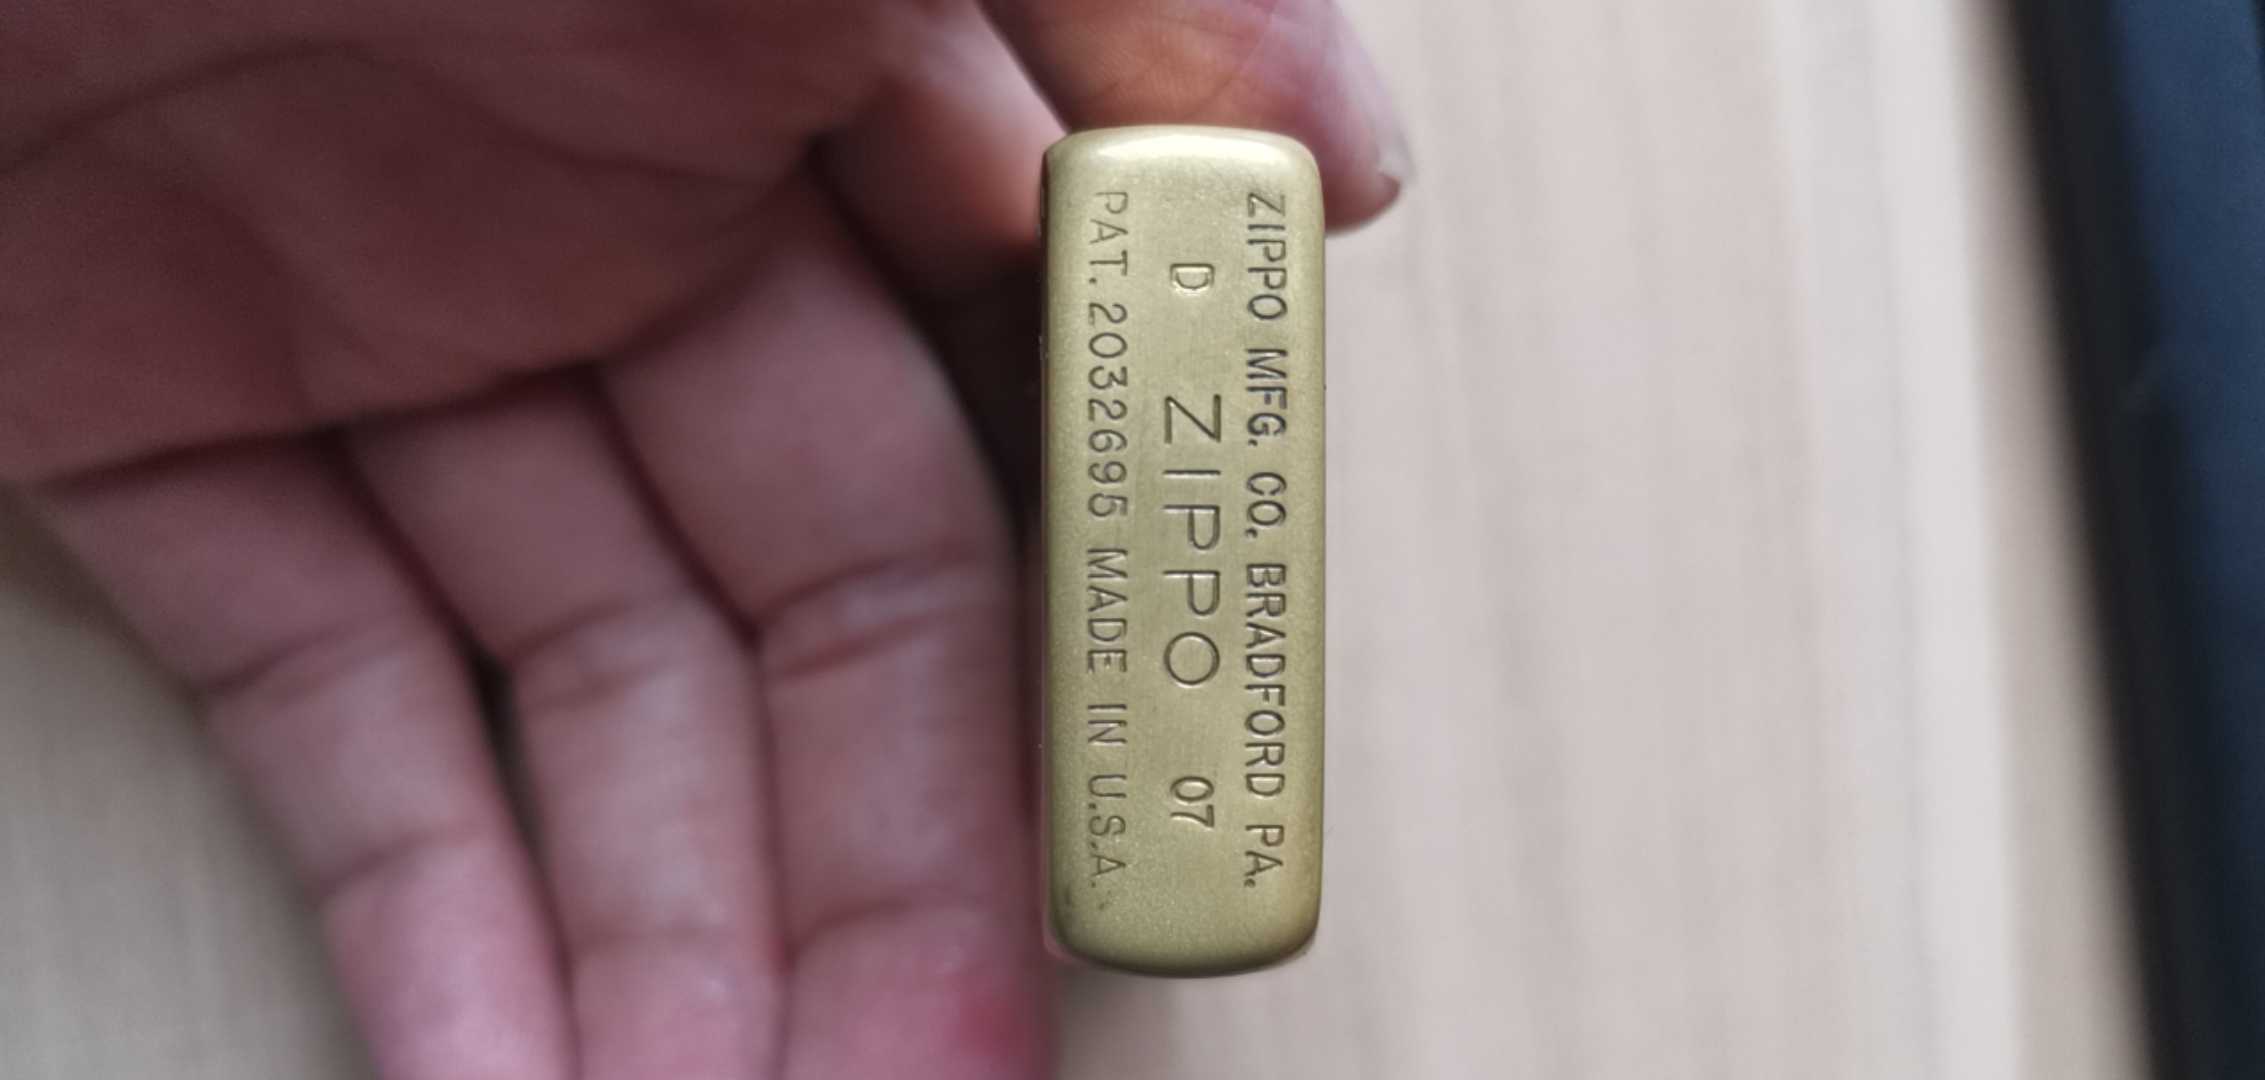 ZIPPO MFG. CO. BRADFORD PA.
D ZIPPO 07
PAT. 2032695 MADE IN U.S.A.